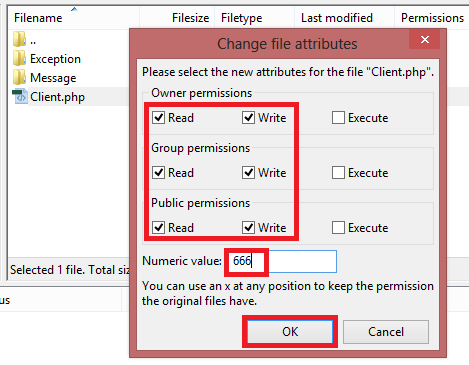 Filename Filesize Filetype Last modified Permissions
..
Exception
Message
Client.php
Selected 1 file. Total siz
us
Change file attributes
Please select the new attributes for the file "Client.php".
Owner permissions
Read Write Execute
Group permissions
Read Write Execute
Public permissions
Read Write Execute
Numeric value: 666
You can use an x at any position to keep the permission
the original files have.
OK Cancel